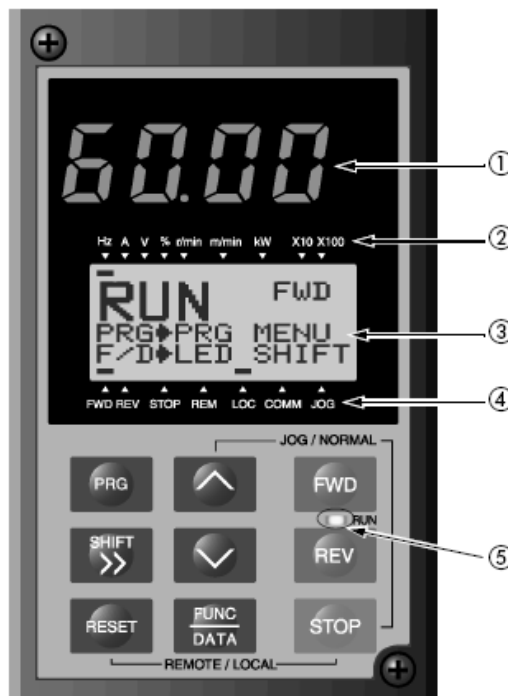 60.00
①
Hz A V % r/min m/min kW X10 X100
②
RUN FWD
PRG▶PRG MENU
③
F/D▶LED SHIFT
FWD REV STOP REM LOC COMM JOG
④
JOG / NORMAL
PRG
FWD
RUN
SHIFT
>>
REV
⑤
RESET
FUNC
DATA
STOP
REMOTE / LOCAL